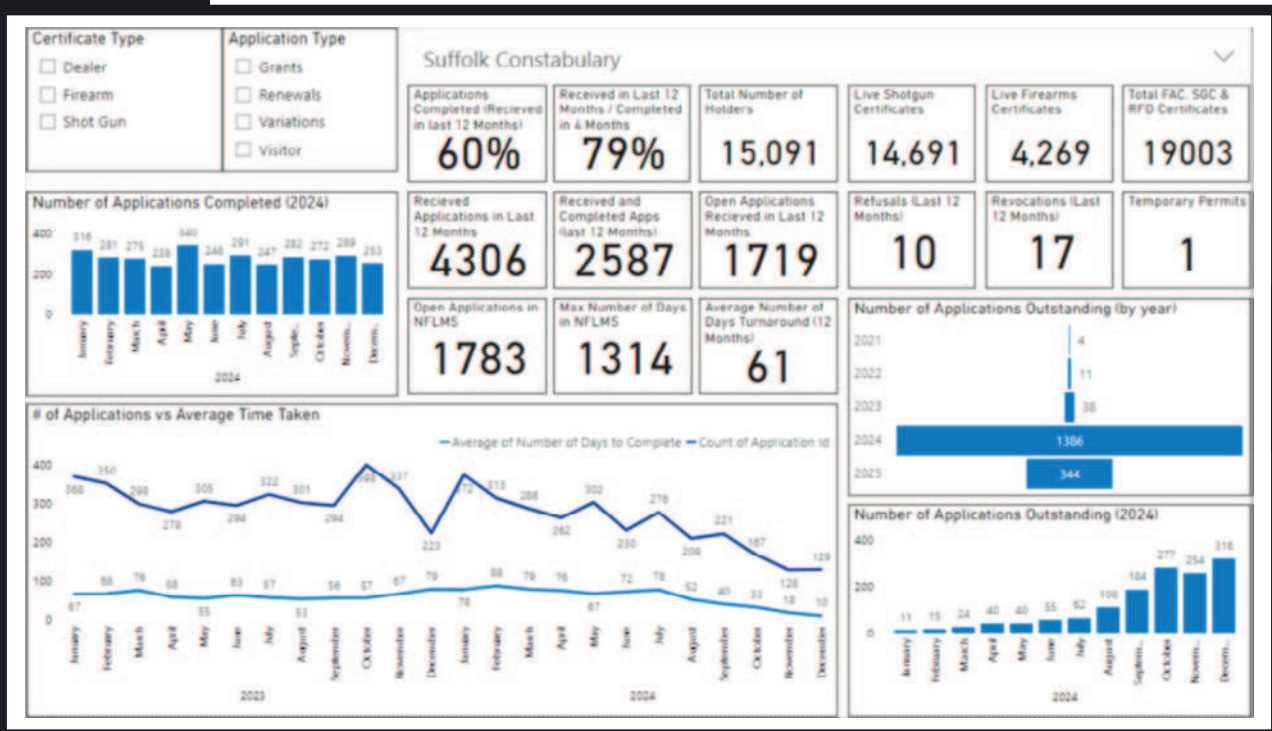 Certificate Type
Dealer
Firearm
Shot Gun
Application Type
Grants
Renewals
Variations
Visitor
Suffolk Constabulary
Applications
Completed (Recieved
in last 12 Months)
60%
Received in Last 12
Months / Completed
in 4 Months
79%
Total Number of
Holders
15,091
Live Shotgun
Certificates
14,691
Live Firearms
Certificates
4,269
Total FAC, SGC &
RFD Certificates
19003
Number of Applications Completed (2024)
400
200
0
316 281 275 238 340 246 291 247 282 272 289 253
January February March April May June July August Septe... October Novem... Decem...
2024
Recieved
Applications in Last
12 Months
4306
Received and
Completed Apps
(last 12 Months)
2587
Open Applications
Recieved in Last 12
Months
1719
Refusals (Last 12
Months)
10
Revocations (Last
12 Months)
17
Temporary Permits
1
Open Applications in
NFLMS
1783
Max Number of Days
in NFLMS
1314
Average Number of
Days Turnaround (12
Months)
61
Number of Applications Outstanding (by year)
2021 4
2022 11
2023 38
2024 1386
2025 344
# of Applications vs Average Time Taken
Average of Number of Days to Complete Count of Application Id
400
300
200
100
0
368 350 298 278 305 294 322 301 294 398 337 223 372 313 286 262 302 230 276 209 221 167 128 129
67 68 76 58 55 63 57 53 56 57 67 79 78 88 79 76 67 72 78 52 40 33 18 10
January February March April May June July August September October November December January February March April May June July August September October November December
2023 2024
Number of Applications Outstanding (2024)
400
200
0
11 15 24 40 40 55 62 108 184 277 254 316
January February March April May June July August Septem... October Novem... Decem...
2024